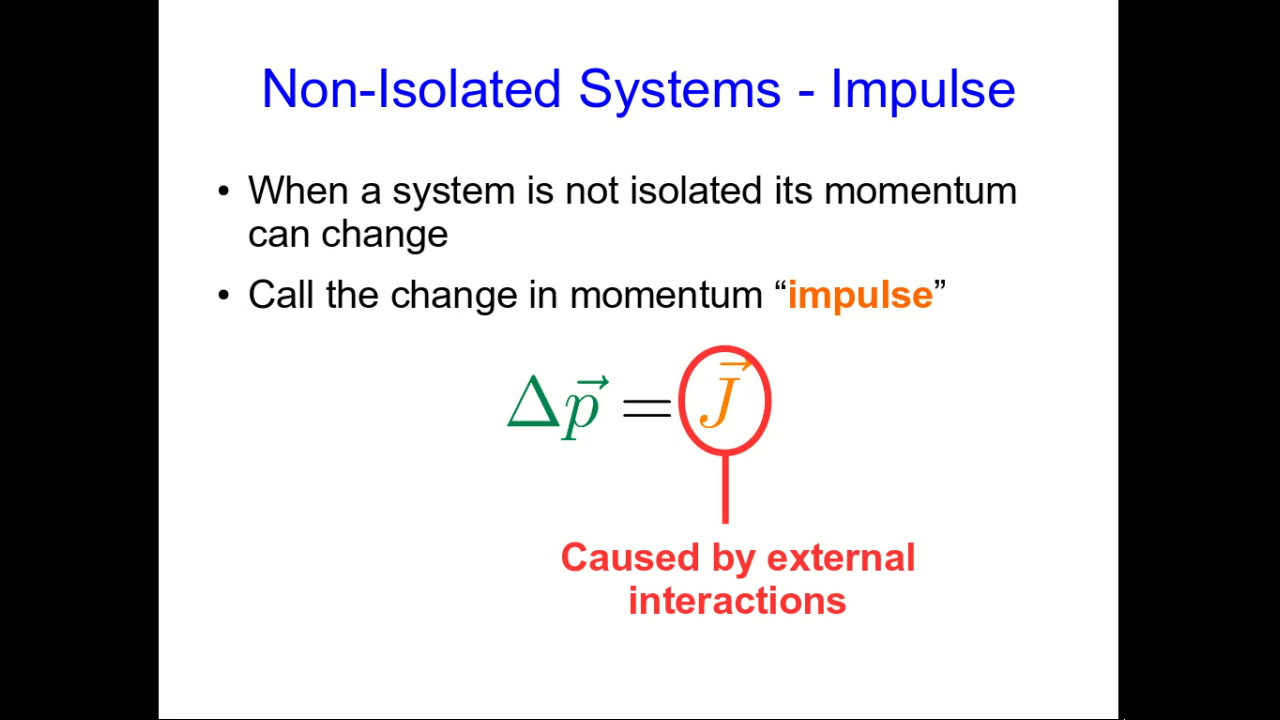 Non-Isolated Systems - Impulse
• When a system is not isolated its momentum
can change
• Call the change in momentum “impulse”
Δp⃗ = J⃗
Caused by external
interactions